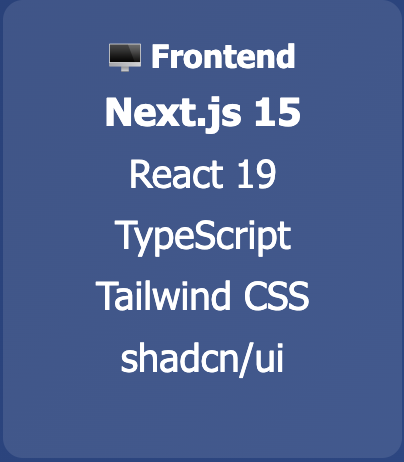 🖥️ Frontend
Next.js 15
React 19
TypeScript
Tailwind CSS
shadcn/ui